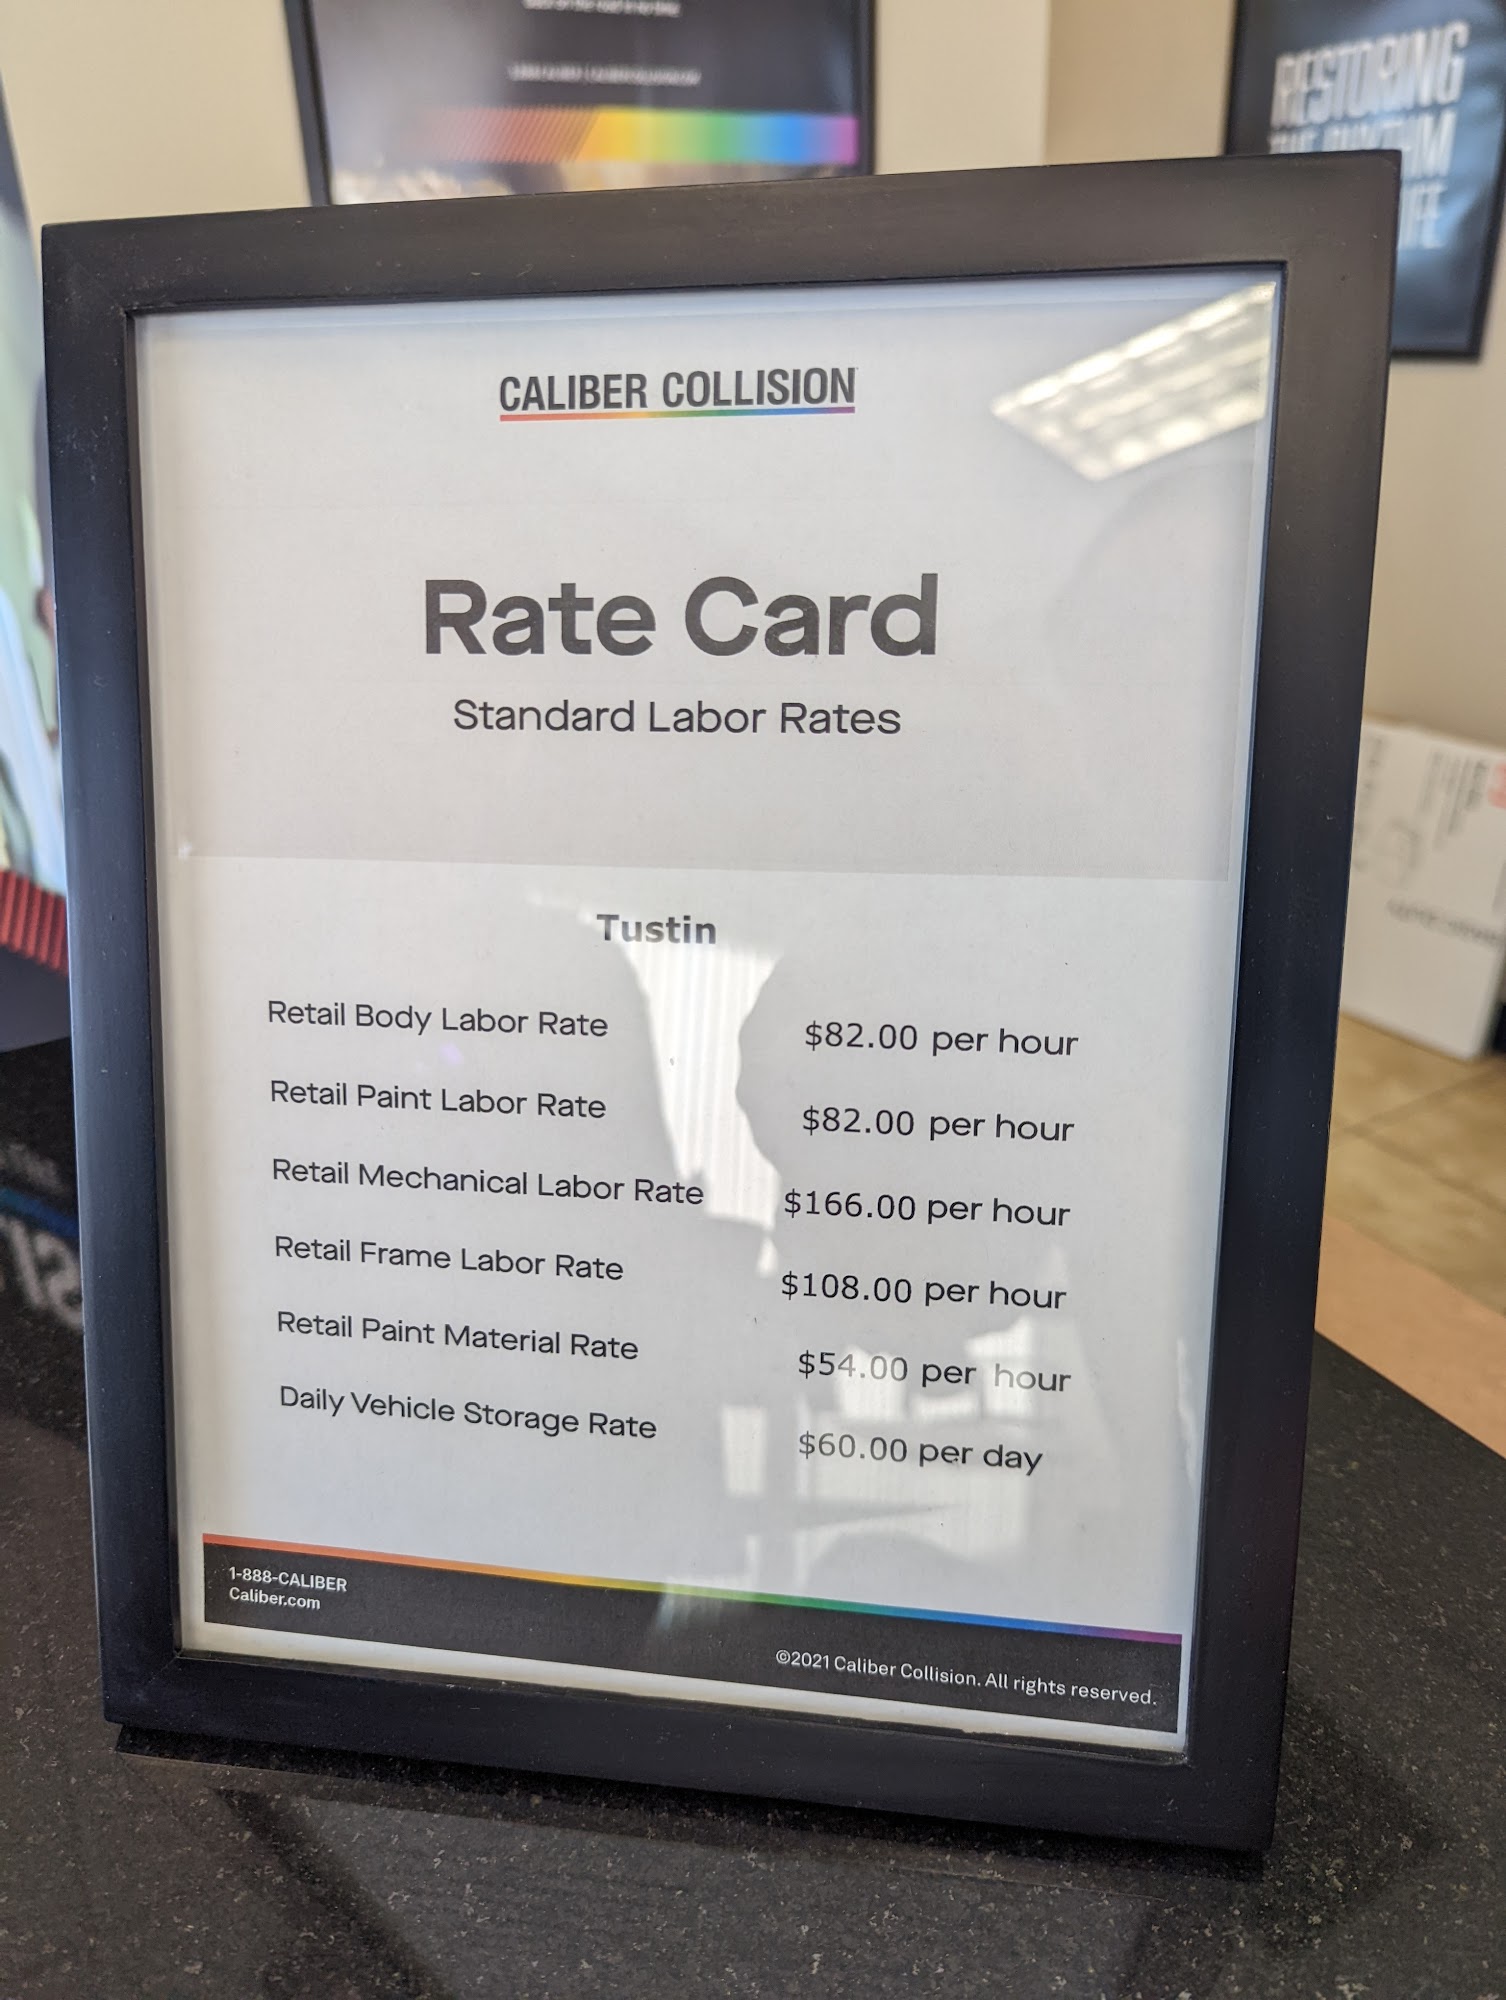 RESTORING
CALIBER COLLISION
Rate Card
Standard Labor Rates
Tustin
Retail Body Labor Rate $82.00 per hour
Retail Paint Labor Rate $82.00 per hour
Retail Mechanical Labor Rate $166.00 per hour
Retail Frame Labor Rate $108.00 per hour
Retail Paint Material Rate $54.00 per hour
Daily Vehicle Storage Rate $60.00 per day
1-888-CALIBER
Caliber.com
©2021 Caliber Collision. All rights reserved.